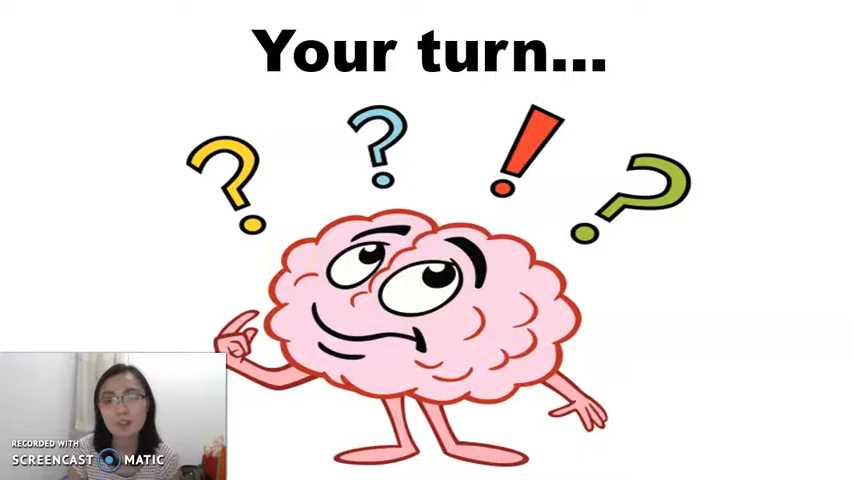 Your turn...
? ? ! ?
RECORDED WITH
SCREENCAST MATIC